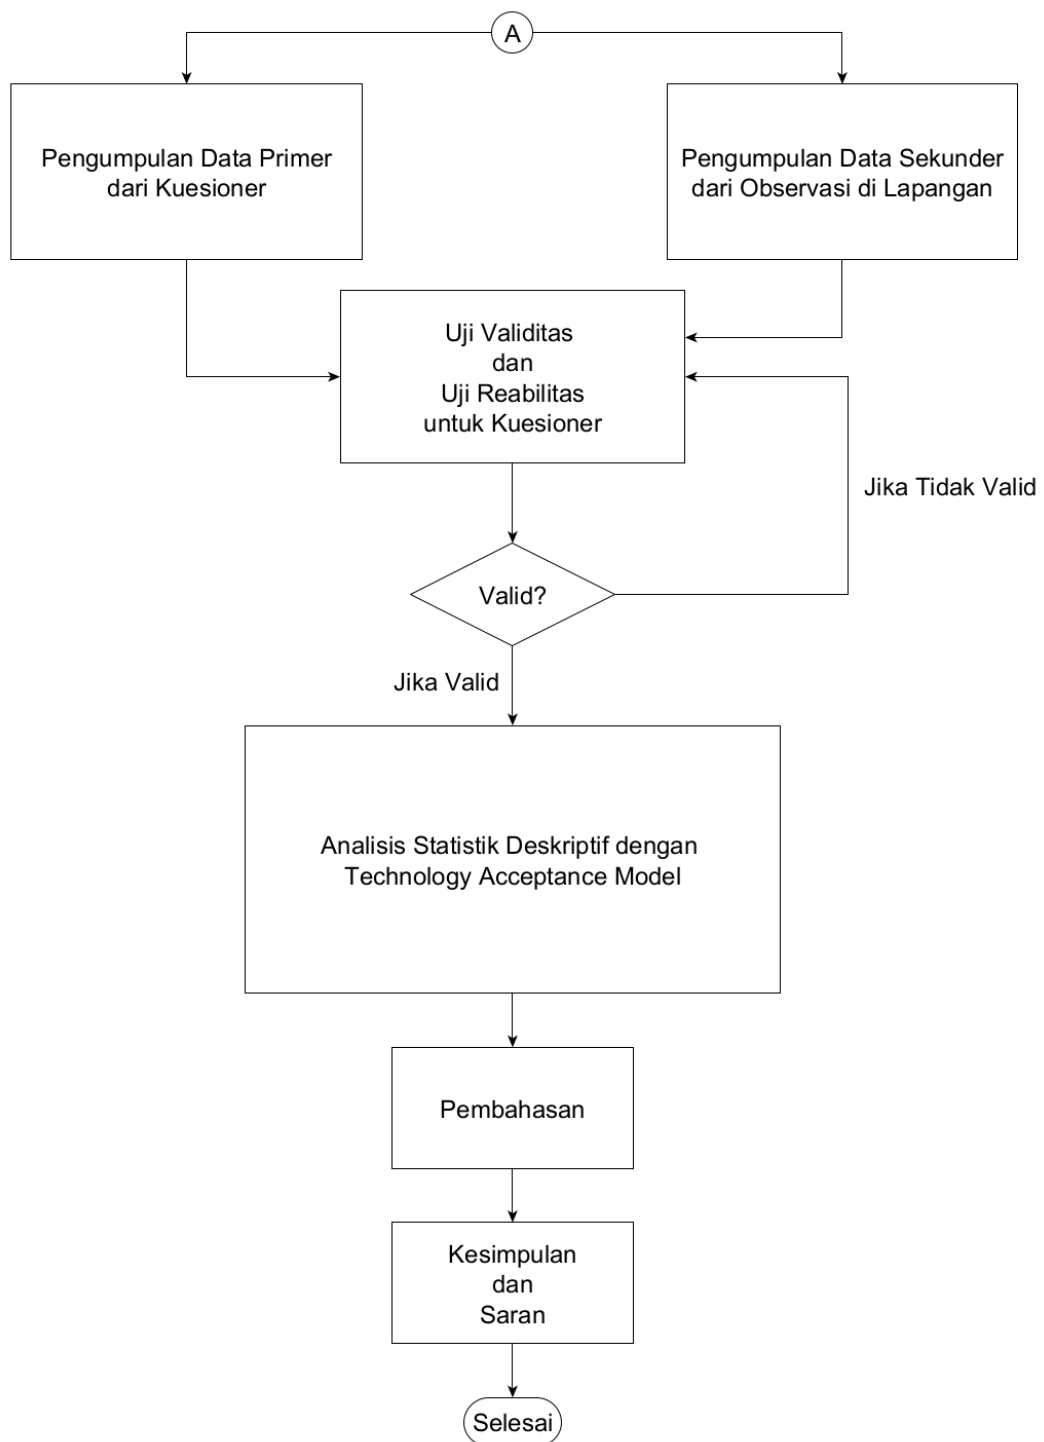 A
Pengumpulan Data Primer
dari Kuesioner
Pengumpulan Data Sekunder
dari Observasi di Lapangan
Uji Validitas
dan
Uji Reabilitas
untuk Kuesioner
Jika Tidak Valid
Valid?
Jika Valid
Analisis Statistik Deskriptif dengan
Technology Acceptance Model
Pembahasan
Kesimpulan
dan
Saran
Selesai